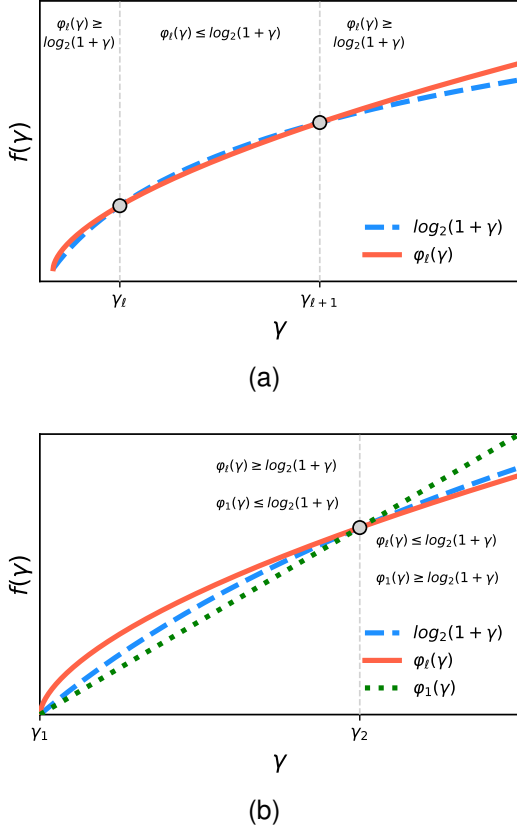 φℓ(γ) ≥
log₂(1 + γ)
φℓ(γ) ≤ log₂(1 + γ)
φℓ(γ) ≥
log₂(1 + γ)
f(γ)
log₂(1 + γ)
φℓ(γ)
γℓ
γℓ₊₁
γ
(a)
φℓ(γ) ≥ log₂(1 + γ)
φ₁(γ) ≤ log₂(1 + γ)
φℓ(γ) ≤ log₂(1 + γ)
φ₁(γ) ≥ log₂(1 + γ)
f(γ)
log₂(1 + γ)
φℓ(γ)
φ₁(γ)
γ₁
γ₂
γ
(b)